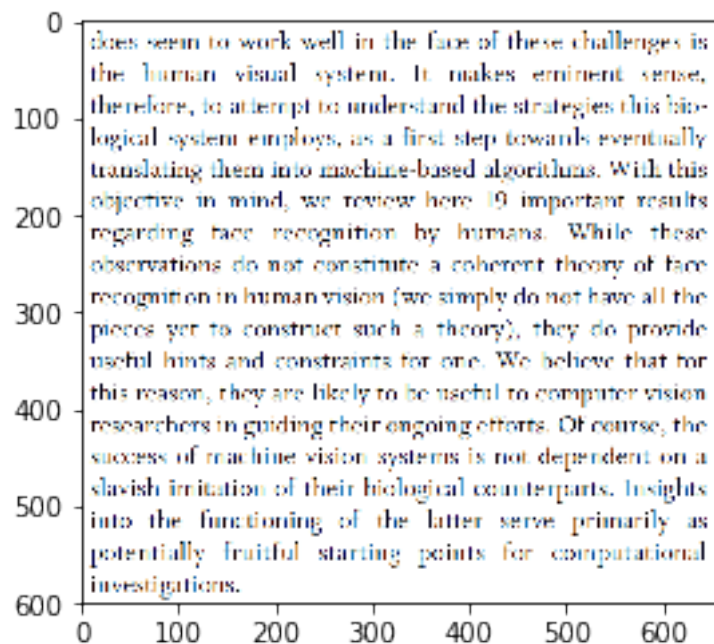 0
does seem to work well in the face of these challenges is
the human visual system. It makes eminent sense,
therefore, to attempt to understand the strategies this bio-
100
logical system employs, as a first step towards eventually
translating them into machine-based algorithms. With this
objective in mind, we review here 19 important results
200
regarding face recognition by humans. While these
observations do not constitute a coherent theory of face
recognition in human vision (we simply do not have all the
300
pieces yet to construct such a theory), they do provide
useful hints and constraints for one. We believe that for
this reason, they are likely to be useful to computer vision
400
researchers in guiding their ongoing efforts. Of course, the
success of machine vision systems is not dependent on a
slavish imitation of their biological counterparts. Insights
500
into the functioning of the latter serve primarily as
potentially fruitful starting points for computational
investigations.
600
0 100 200 300 400 500 600